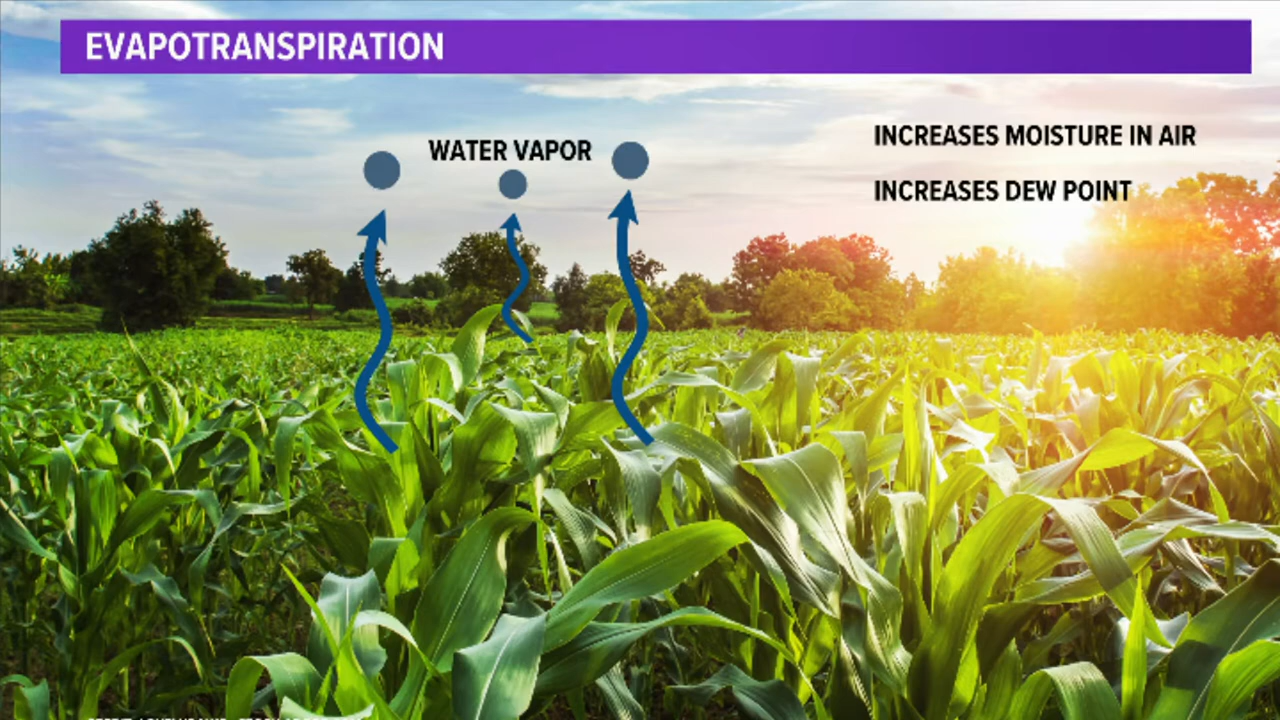 EVAPOTRANSPIRATION
WATER VAPOR
INCREASES MOISTURE IN AIR
INCREASES DEW POINT